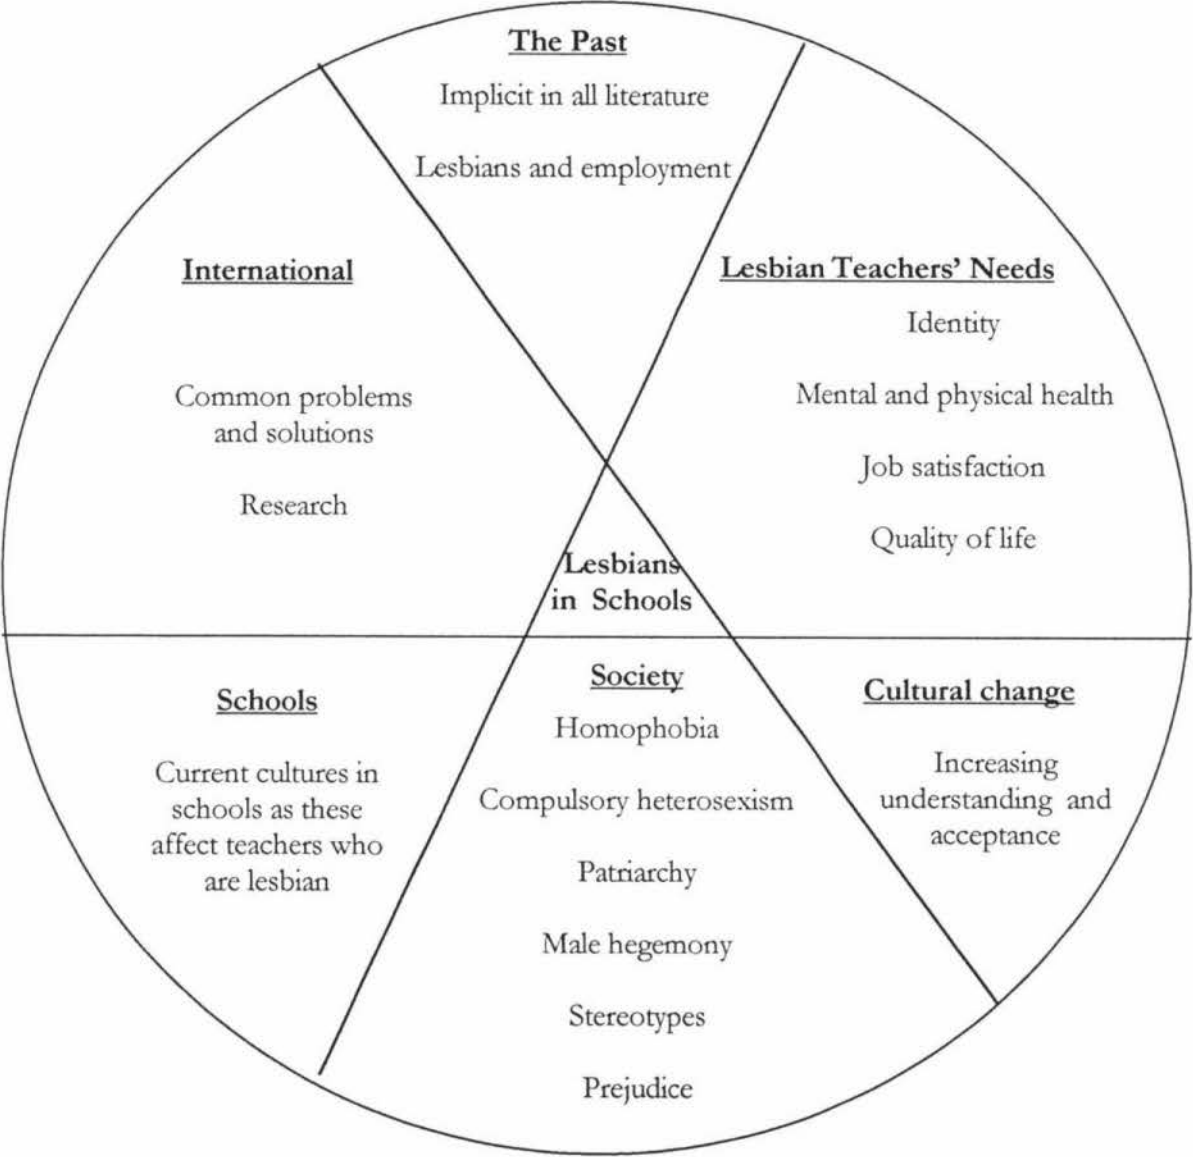 The Past
Implicit in all literature
Lesbians and employment
International
Common problems
and solutions
Research
Lesbian Teachers' Needs
Identity
Mental and physical health
Job satisfaction
Quality of life
Lesbians
in Schools
Schools
Current cultures in
schools as these
affect teachers who
are lesbian
Society
Homophobia
Compulsory heterosexism
Patriarchy
Male hegemony
Stereotypes
Prejudice
Cultural change
Increasing
understanding and
acceptance